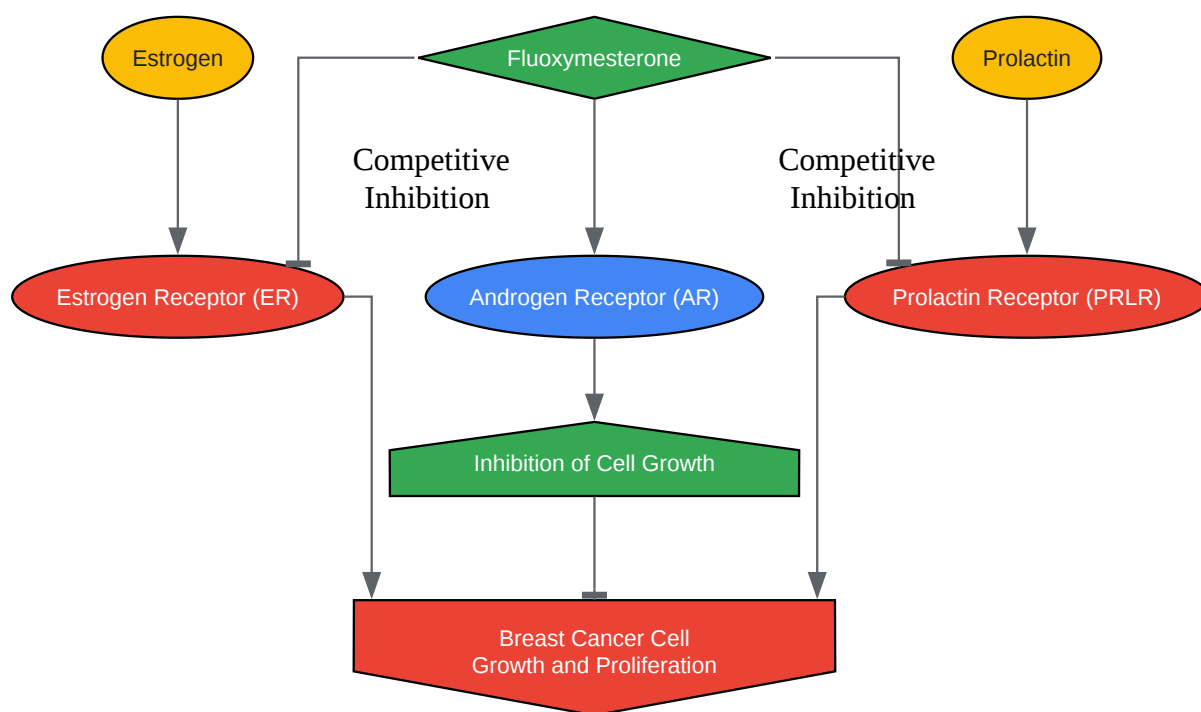 Estrogen
Fluoxymesterone
Prolactin
Competitive
Inhibition
Competitive
Inhibition
Estrogen Receptor (ER)
Androgen Receptor (AR)
Prolactin Receptor (PRLR)
Inhibition of Cell Growth
Breast Cancer Cell
Growth and Proliferation